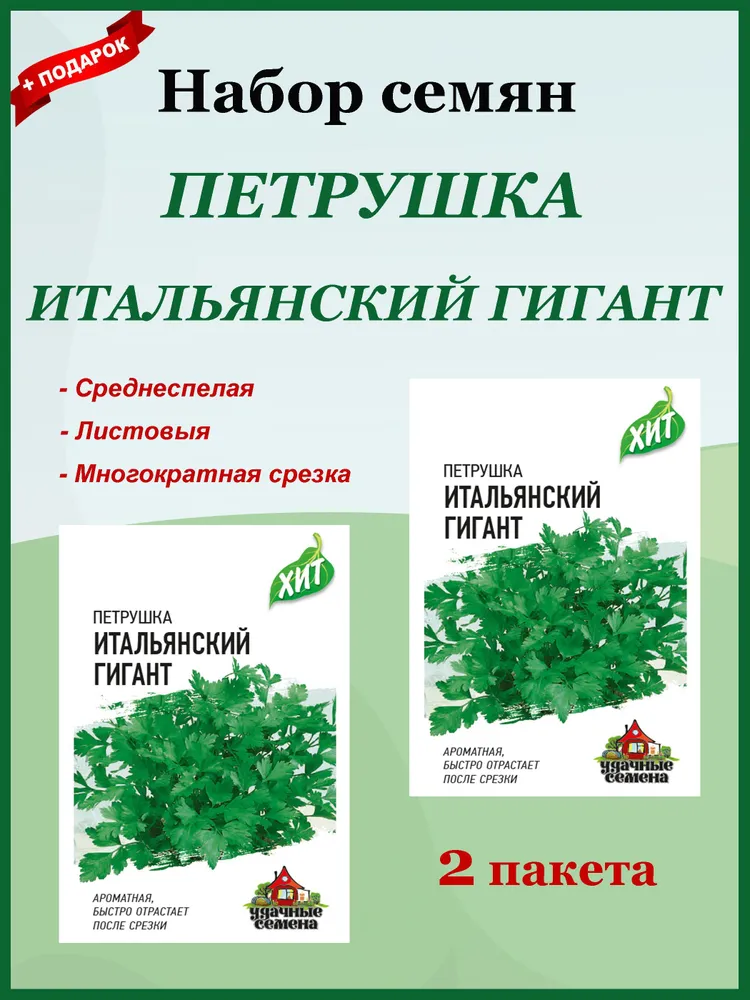 + ПОДАРОК
Набор семян
ПЕТРУШКА
ИТАЛЬЯНСКИЙ ГИГАНТ
- Среднеспелая
- Листовыя
- Многократная срезка
ХИТ
ПЕТРУШКА
ИТАЛЬЯНСКИЙ
ГИГАНТ
АРОМАТНАЯ,
БЫСТРО ОТРАСТАЕТ
ПОСЛЕ СРЕЗКИ
удачные
семена
ХИТ
ПЕТРУШКА
ИТАЛЬЯНСКИЙ
ГИГАНТ
АРОМАТНАЯ,
БЫСТРО ОТРАСТАЕТ
ПОСЛЕ СРЕЗКИ
удачные
семена
2 пакета